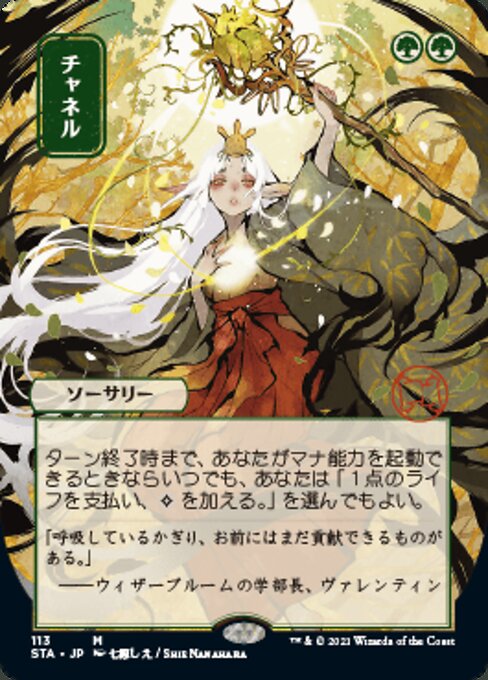 チャネル
ソーサリー
ターン終了時まで、あなたがマナ能力を起動で
きるときならいつでも、あなたは「１点のライ
フを支払い、を加える。」を選んでもよい。
「呼吸しているかぎり、お前にはまだ貢献できるものが
ある。」
――ウィザーブルームの学部長、ヴァレンティン
113 M
STA • JP 七原しえ / Shie Nanahara
™ & © 2021 Wizards of the Coast